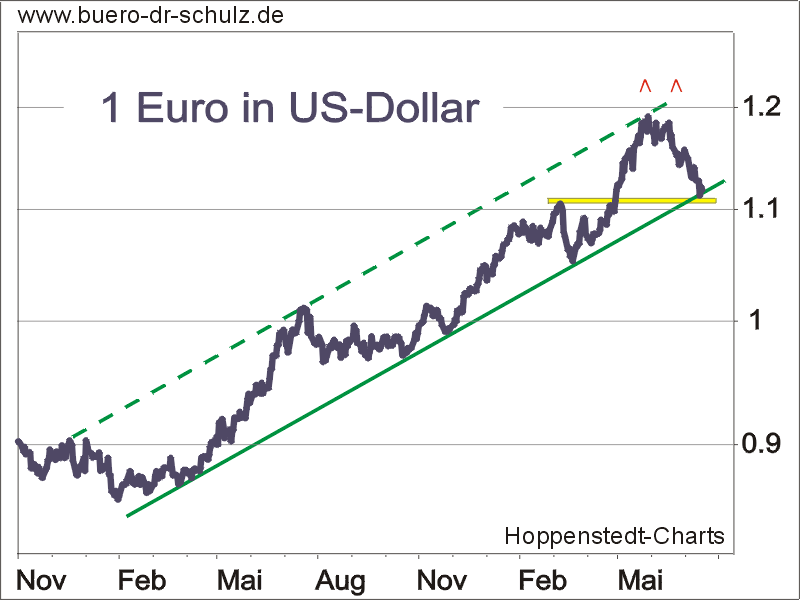 www.buero-dr-schulz.de
1 Euro in US-Dollar
^ ^
1.2
1.1
1
0.9
Hoppenstedt-Charts
Nov Feb Mai Aug Nov Feb Mai